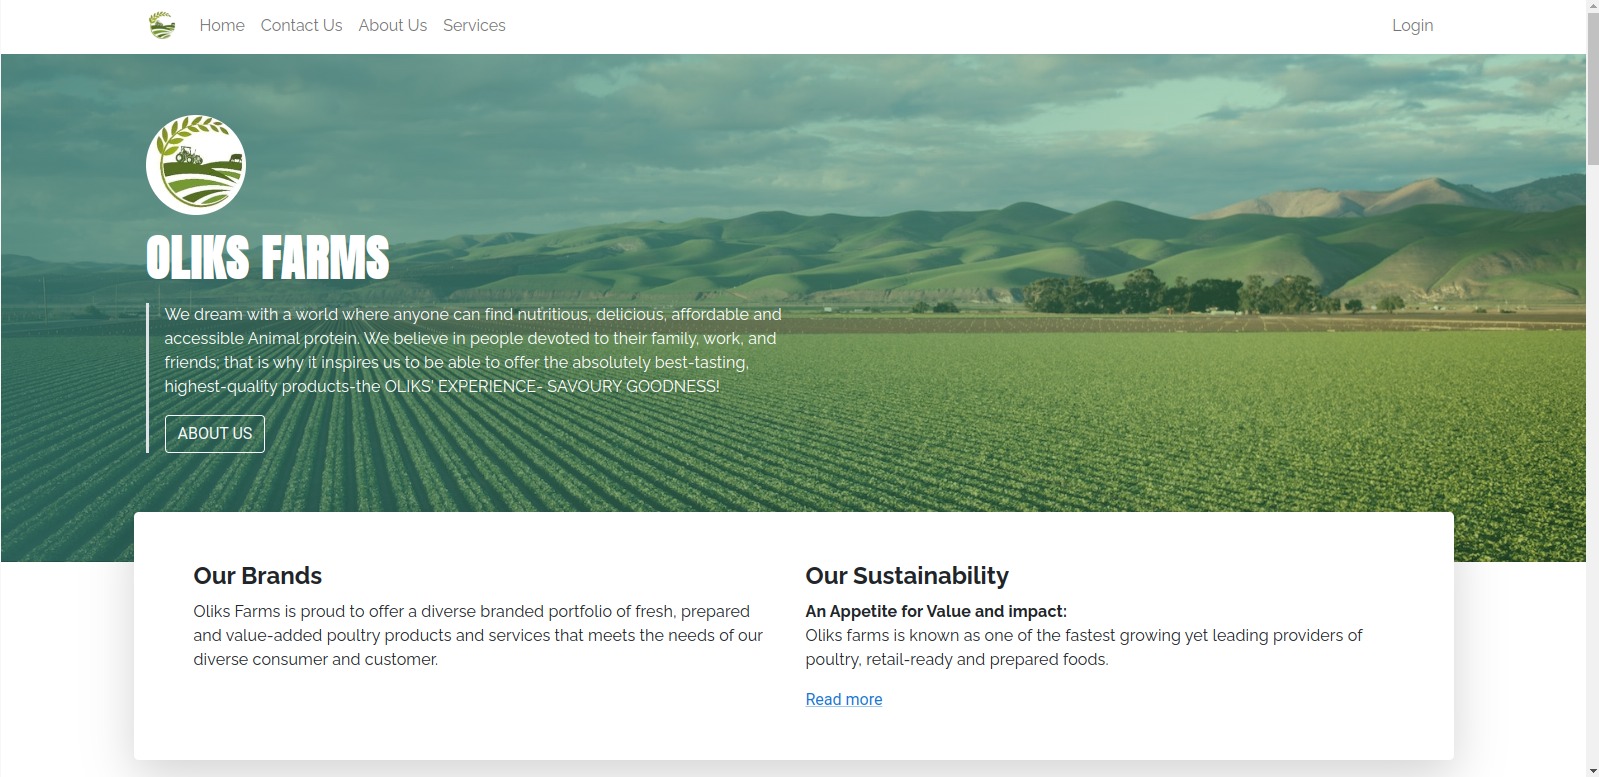 Home Contact Us About Us Services Login
OLIKS FARMS
We dream with a world where anyone can find nutritious, delicious, affordable and
accessible Animal protein. We believe in people devoted to their family, work, and
friends; that is why it inspires us to be able to offer the absolutely best-tasting,
highest-quality products-the OLIKS' EXPERIENCE- SAVOURY GOODNESS!
ABOUT US
Our Brands
Oliks Farms is proud to offer a diverse branded portfolio of fresh, prepared
and value-added poultry products and services that meets the needs of our
diverse consumer and customer.
Our Sustainability
An Appetite for Value and impact:
Oliks farms is known as one of the fastest growing yet leading providers of
poultry, retail-ready and prepared foods.
Read more